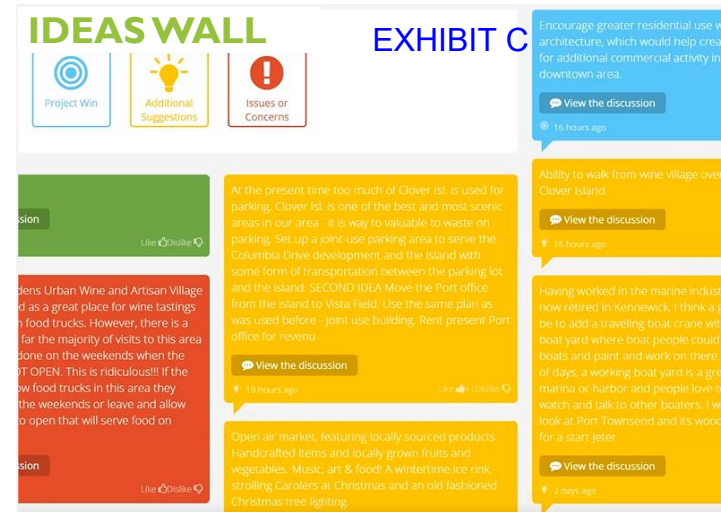 IDEAS WALL
EXHIBIT C
Project Win
Additional
Suggestions
Issues or
Concerns
ssion
Like Dislike
dens Urban Wine and Artisan Village
d as a great place for wine tastings
n food trucks. However, there is a
far the majority of visits to this area
done on the weekends when the
OT OPEN. This is ridiculous!!! If the
ow food trucks in this area they
the weekends or leave and allow
o open that will serve food on
ssion
Like Dislike
At the present time too much of Clover Isl. is used for
parking, Clover Isl. is one of the best and most scenic
areas in our area - It is way to valuable to waste on
parking. Set up a joint-use parking area to serve the
Columbia Drive development and the island with
some form of transportation between the parking lot
and the island. SECOND IDEA Move the Port office
from the island to Vista Field. Use the same plan as
was used before - joint use building. Rent present Port
office for revenu
View the discussion
19 hours ago
Like Dislike
Open air market, featuring locally sourced products.
Handcrafted items and locally grown fruits and
vegetables. Music, art & food! A wintertime ice rink,
strolling Carolers at Christmas and an old fashioned
Christmas tree lighting.
Encourage greater residential use w
architecture, which would help crea
for additional commercial activity in
downtown area.
View the discussion
16 hours ago
Ability to walk from wine village over
Clover Island.
View the discussion
16 hours ago
Having worked in the marine indust
now retired in Kennewick, I think a g
be to add a traveling boat crane wit
boat yard where boat people could
boats and paint and work on there
of days, a working boat yard is a gre
marina or harbor and people love t
watch and talk to other boaters. I w
look at Port Townsend and its wood
for a start Jeter
View the discussion
2 days ago